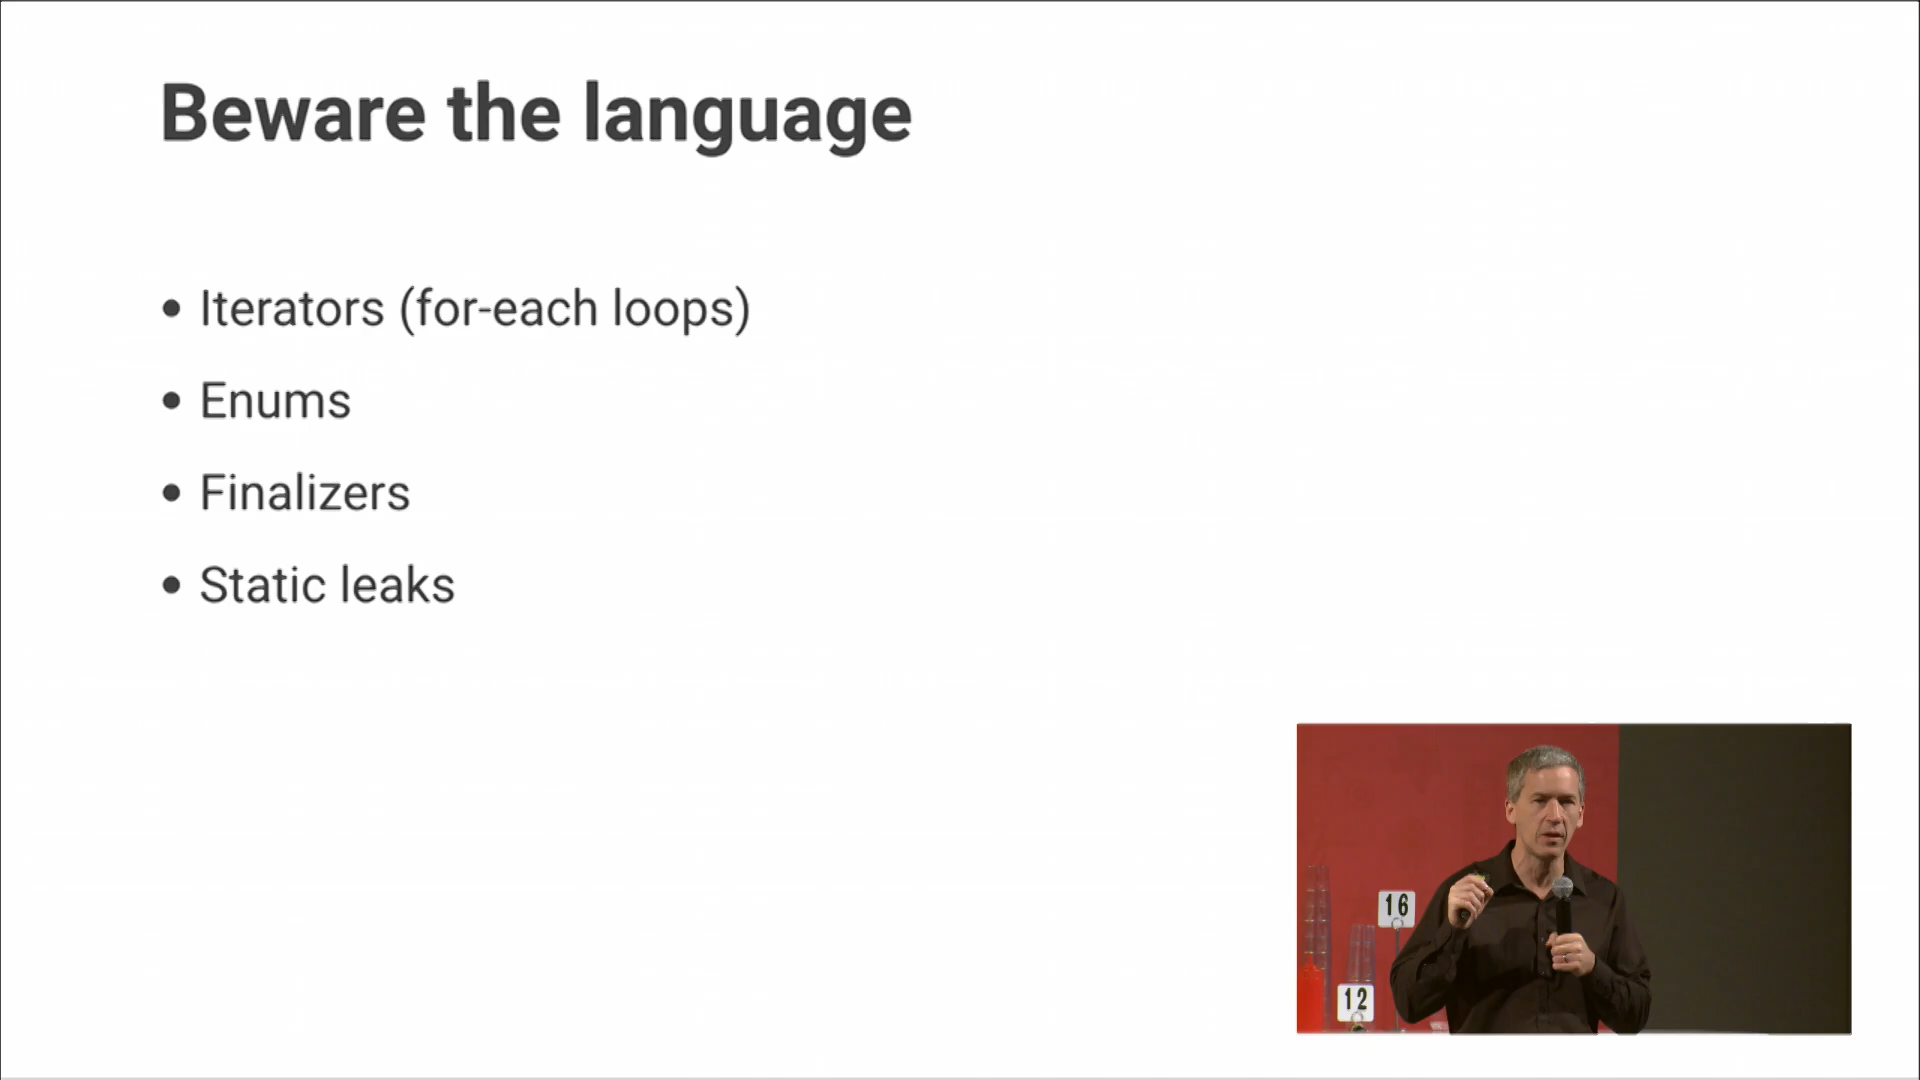 Beware the language
• Iterators (for-each loops)
• Enums
• Finalizers
• Static leaks
16
12